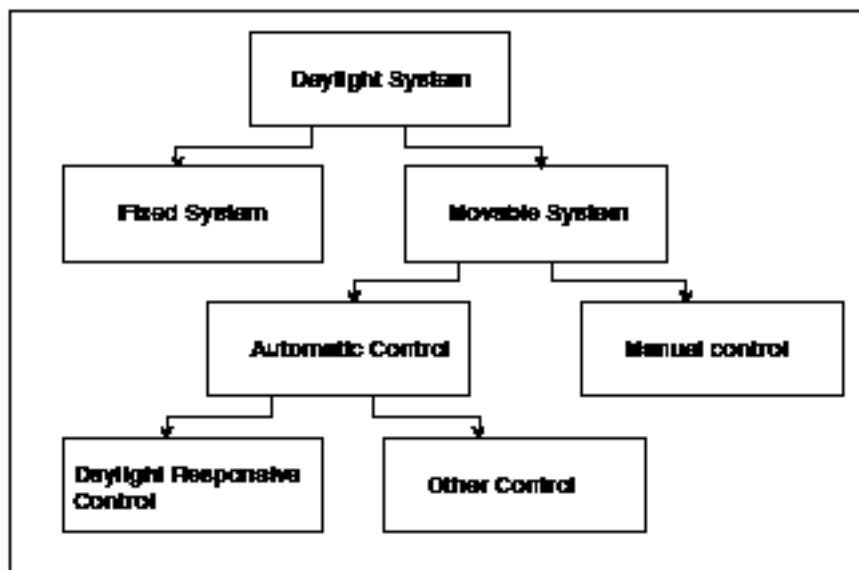 Daylight System
Fixed System
Movable System
Automatic Control
Manual control
Daylight Responsive
Control
Other Control